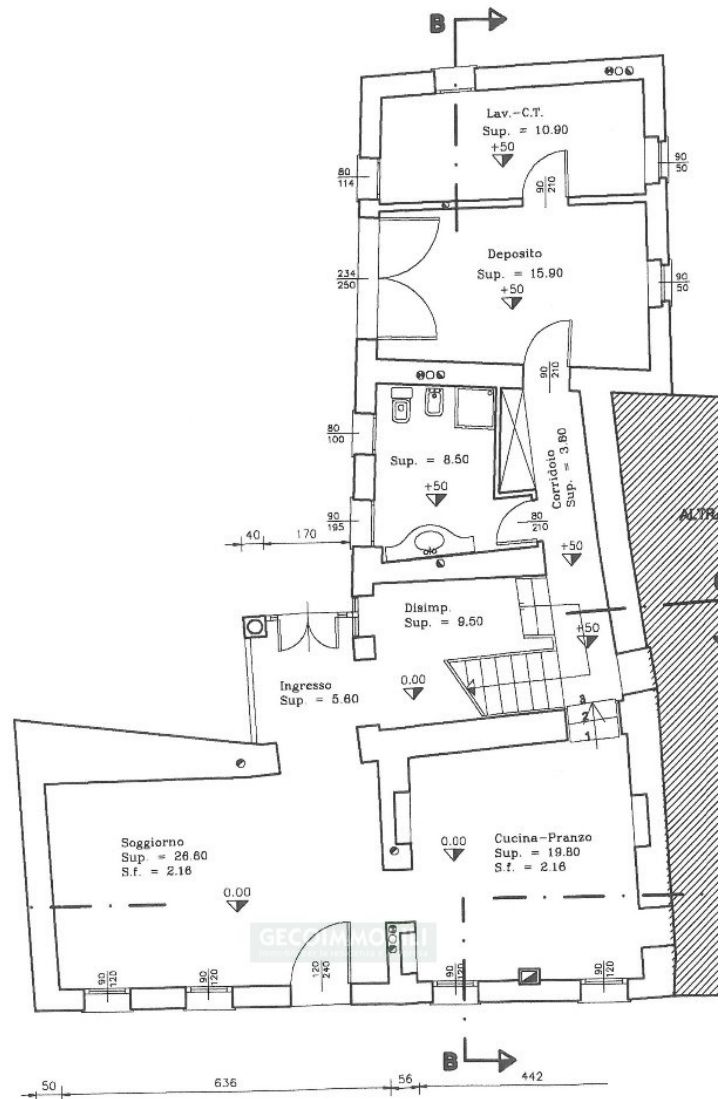 B
Lav.-C.T.
Sup. = 10.90
+50
80
114
90
210
90
50
Deposito
Sup. = 15.90
+50
234
250
90
50
90
210
80
100
Sup. = 8.50
+50
Corridoio
Sup. = 3.80
90
195
80
210
+50
ALTR
40
170
Disimp.
Sup. = 9.50
+50
Ingresso
Sup. = 5.60
0.00
3
2
1
Soggiorno
Sup. = 26.80
S.f. = 2.16
0.00
0.00
Cucina-Pranzo
Sup. = 19.80
S.f. = 2.16
GECOIMMOBILI
90
120
90
120
120
240
90
120
90
120
B
50
636
56
442